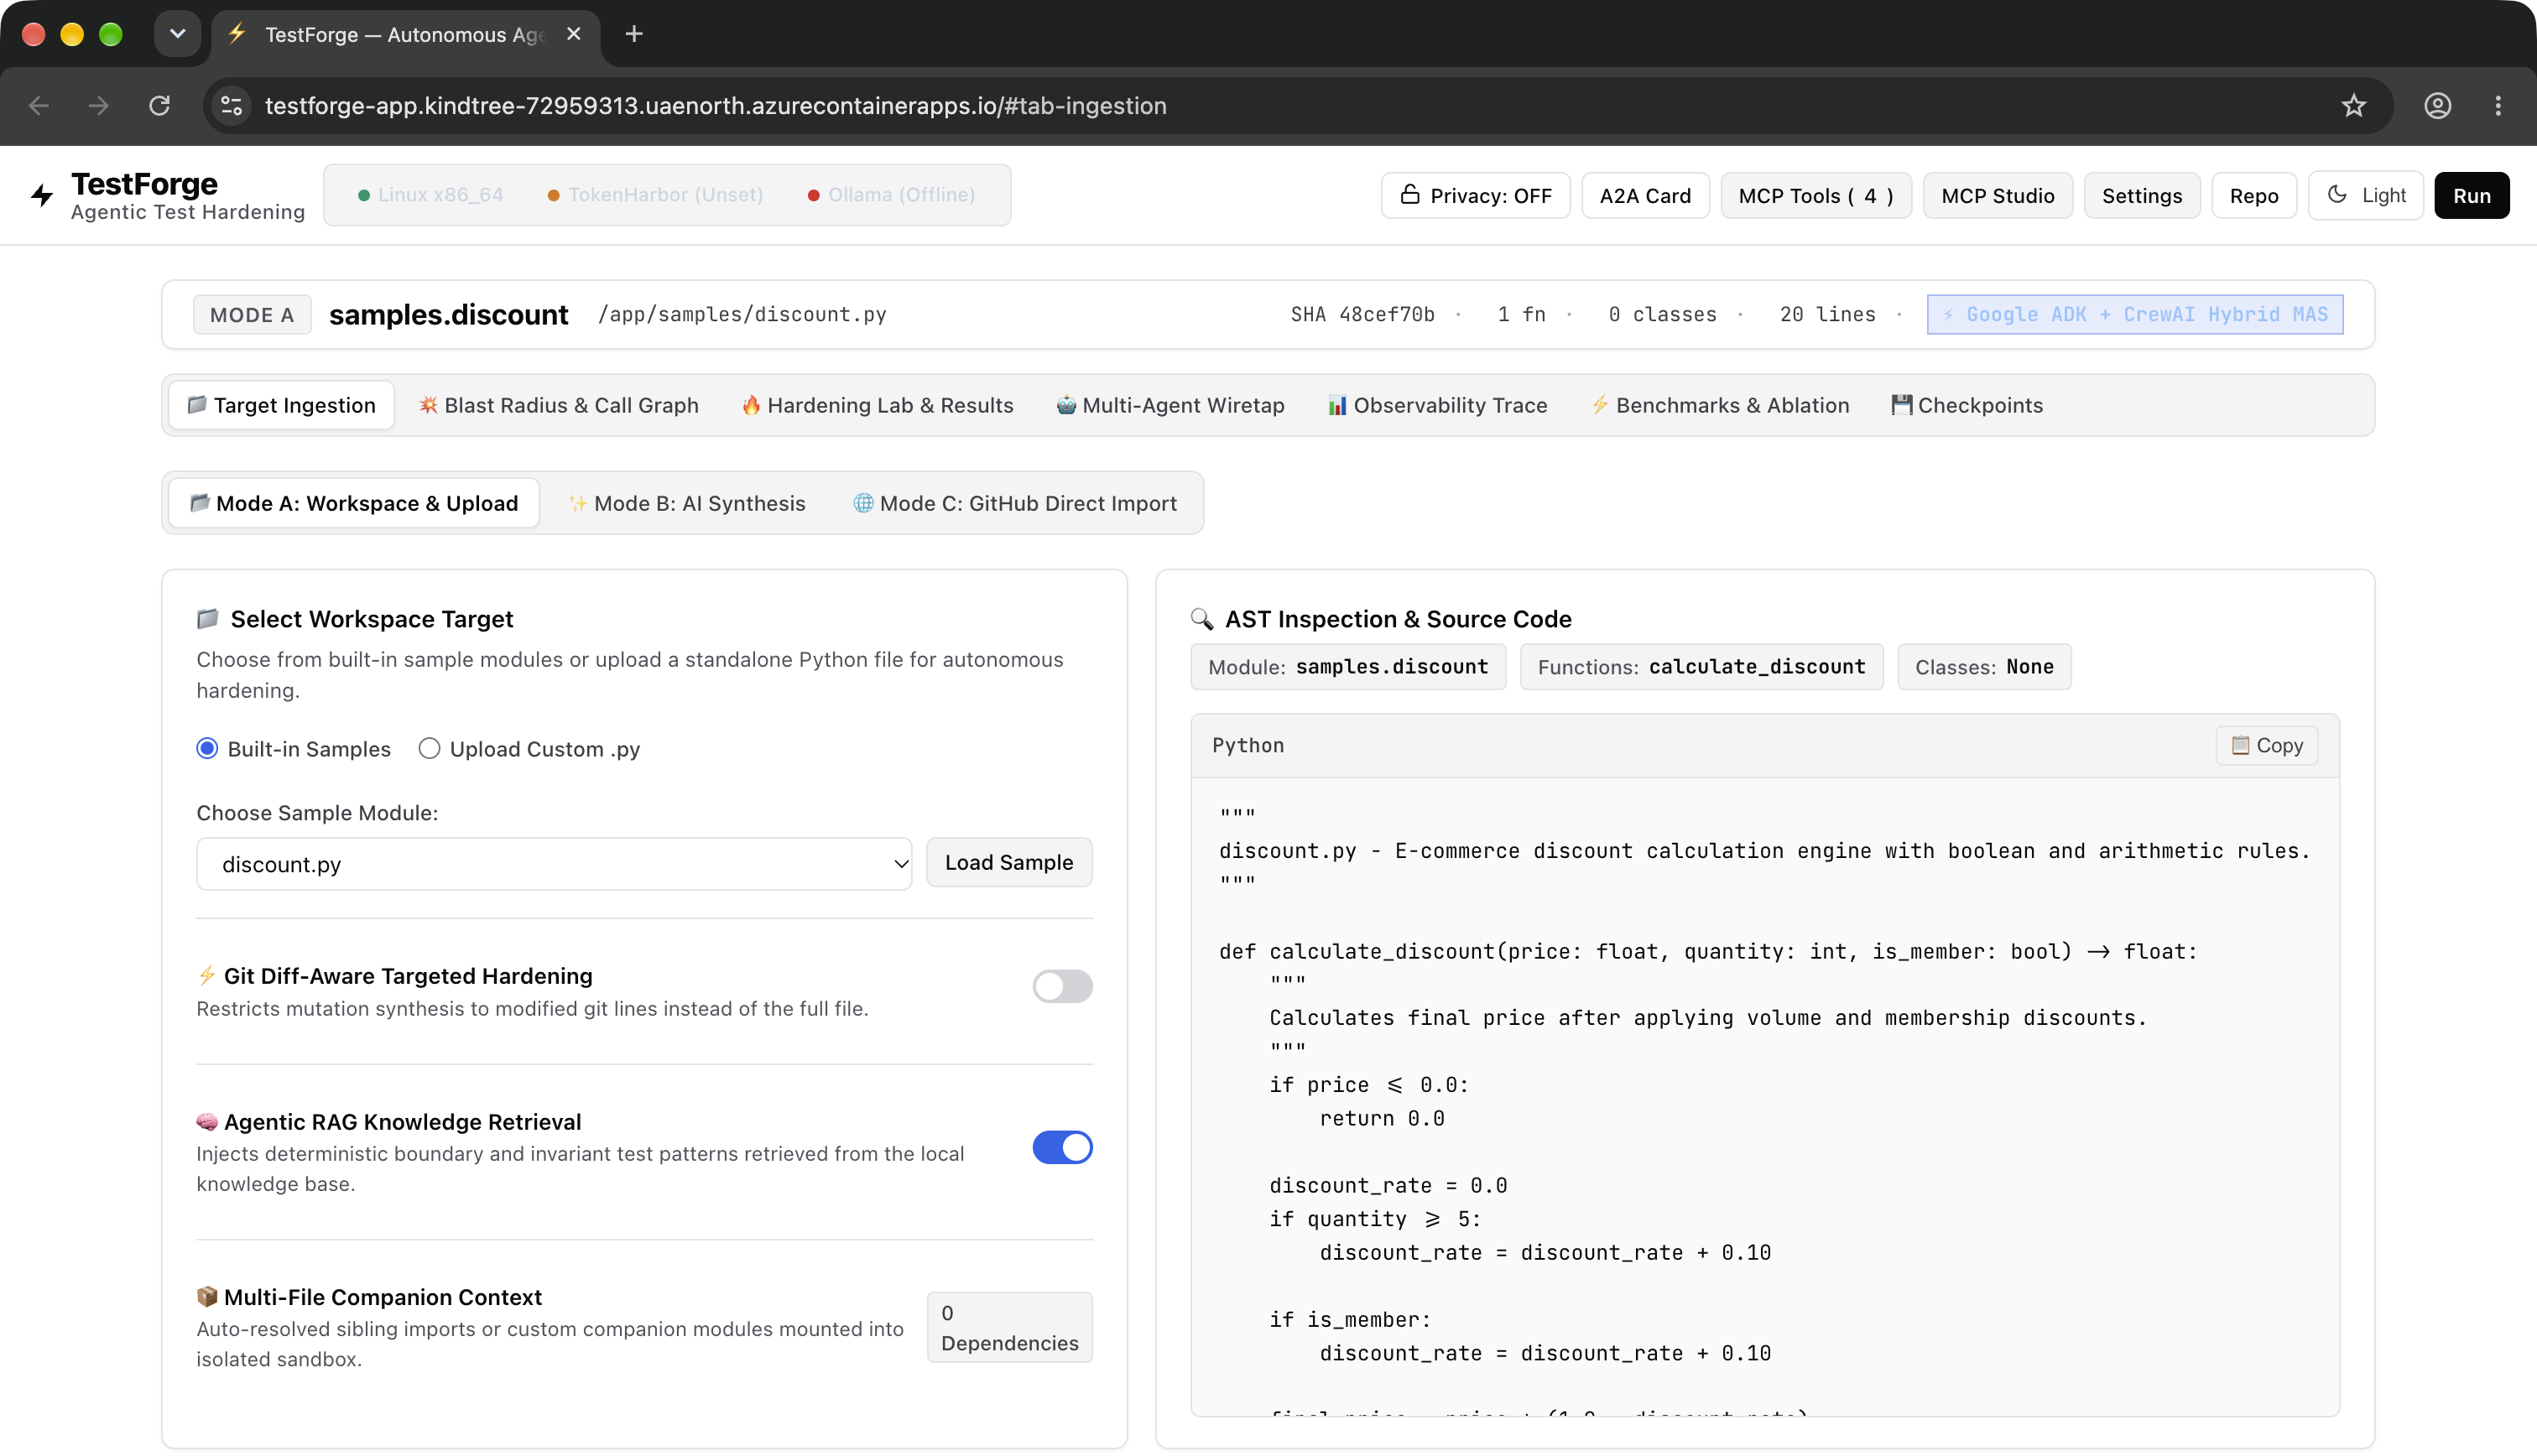 TestForge — Autonomous Age
testforge-app.kindtree-72959313.uaenorth.azurecontainerapps.io/#tab-ingestion
TestForge
Agentic Test Hardening
Linux x86_64
TokenHarbor (Unset)
Ollama (Offline)
Privacy: OFF
A2A Card
MCP Tools ( 4 )
MCP Studio
Settings
Repo
Light
Run
MODE A samples.discount /app/samples/discount.py SHA 48cef70b · 1 fn · 0 classes · 20 lines · ⚡ Google ADK + CrewAI Hybrid MAS
Target Ingestion
Blast Radius & Call Graph
Hardening Lab & Results
Multi-Agent Wiretap
Observability Trace
Benchmarks & Ablation
Checkpoints
Mode A: Workspace & Upload
Mode B: AI Synthesis
Mode C: GitHub Direct Import
Select Workspace Target
Choose from built-in sample modules or upload a standalone Python file for autonomous
hardening.
Built-in Samples
Upload Custom .py
Choose Sample Module:
discount.py
Load Sample
Git Diff-Aware Targeted Hardening
Restricts mutation synthesis to modified git lines instead of the full file.
Agentic RAG Knowledge Retrieval
Injects deterministic boundary and invariant test patterns retrieved from the local
knowledge base.
Multi-File Companion Context
Auto-resolved sibling imports or custom companion modules mounted into
isolated sandbox.
0
Dependencies
AST Inspection & Source Code
Module: samples.discount
Functions: calculate_discount
Classes: None
Python
Copy
"""
discount.py - E-commerce discount calculation engine with boolean and arithmetic rules.
"""
def calculate_discount(price: float, quantity: int, is_member: bool) -> float:
"""
Calculates final price after applying volume and membership discounts.
"""
if price <= 0.0:
return 0.0
discount_rate = 0.0
if quantity >= 5:
discount_rate = discount_rate + 0.10
if is_member:
discount_rate = discount_rate + 0.10